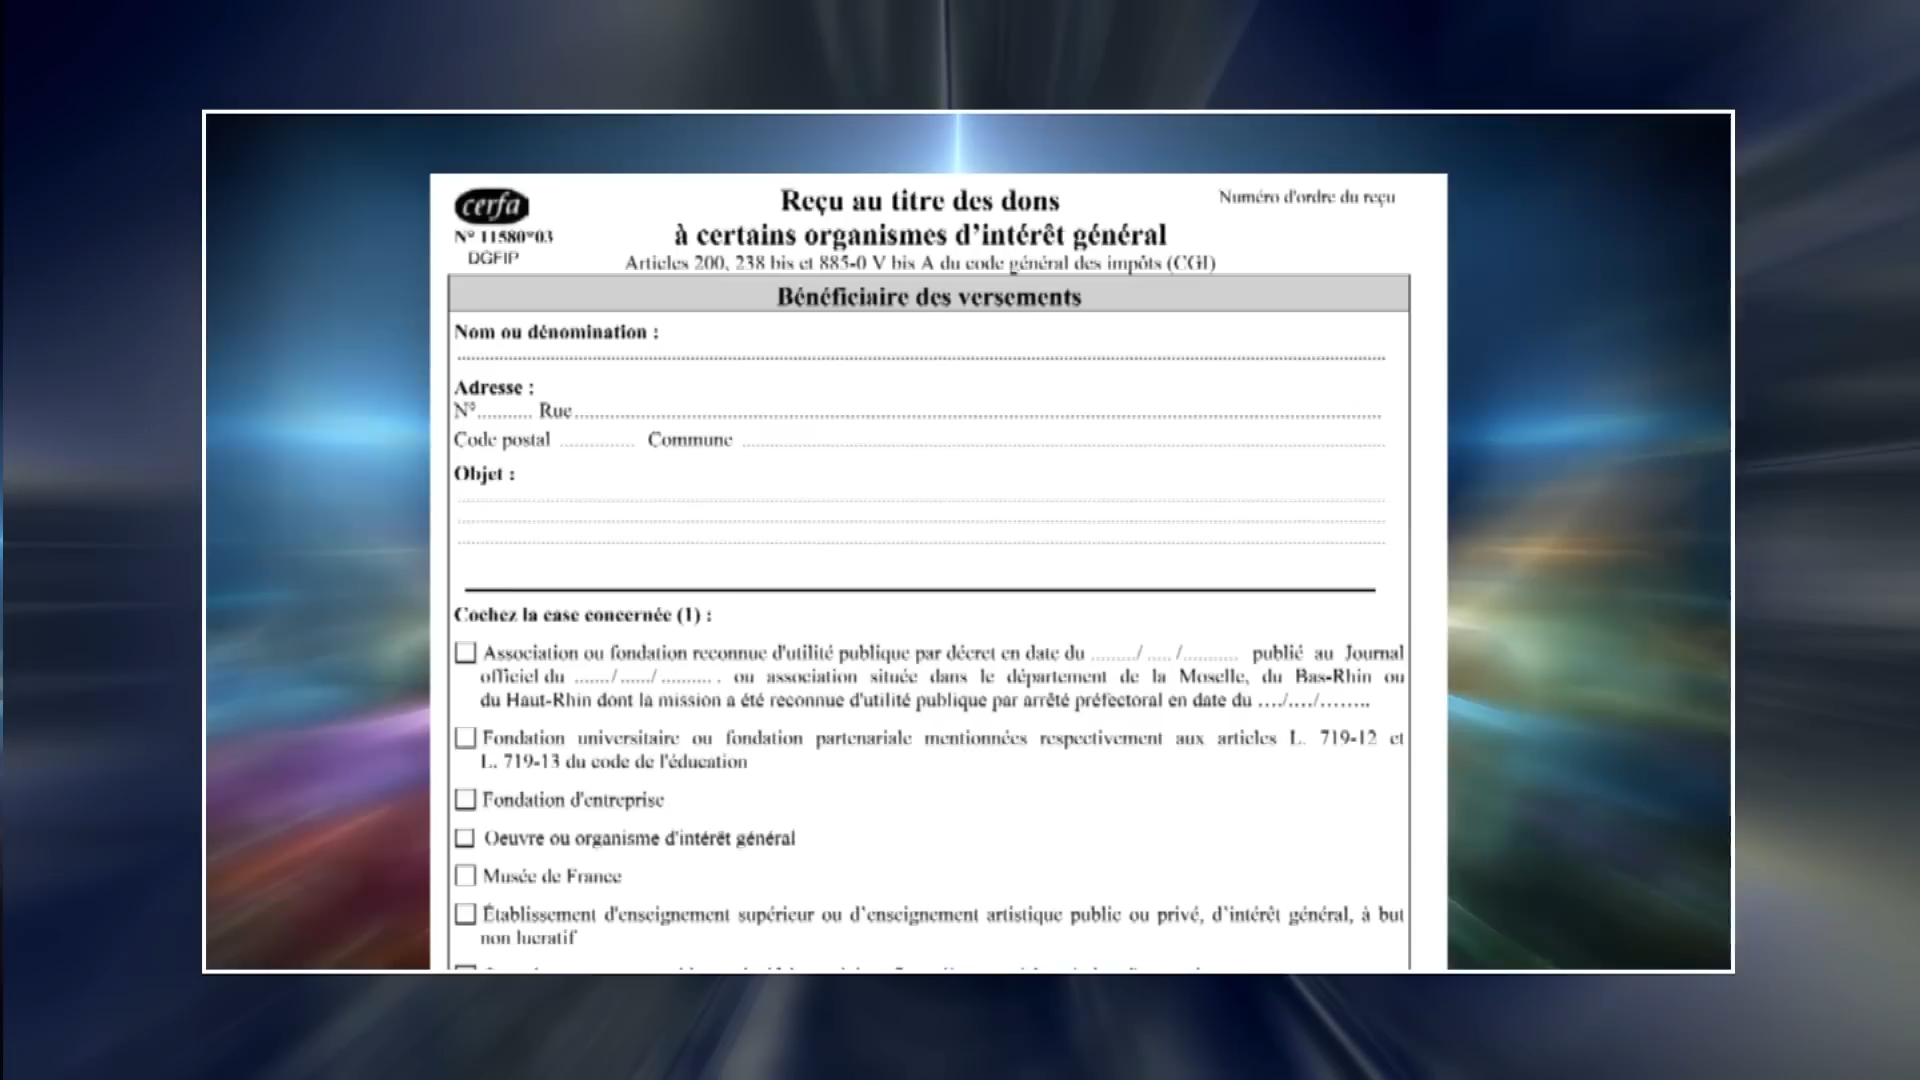 cerfa
N° 11580*03
DGFIP
Reçu au titre des dons
à certains organismes d’intérêt général
Articles 200, 238 bis et 885-0 V bis A du code général des impôts (CGI)
Numéro d'ordre du reçu
Bénéficiaire des versements
Nom ou dénomination :
Adresse :
N°.......... Rue
Code postal .............. Commune
Objet :
Cochez la case concernée (1) :
Association ou fondation reconnue d'utilité publique par décret en date du ......../ ..... /........... publié au Journal
officiel du ......./....../ .......... . ou association située dans le département de la Moselle, du Bas-Rhin ou
du Haut-Rhin dont la mission a été reconnue d'utilité publique par arrêté préfectoral en date du …./…./……..
Fondation universitaire ou fondation partenariale mentionnées respectivement aux articles L. 719-12 et
L. 719-13 du code de l'éducation
Fondation d'entreprise
Oeuvre ou organisme d'intérêt général
Musée de France
Établissement d'enseignement supérieur ou d’enseignement artistique public ou privé, d’intérêt général, à but
non lucratif